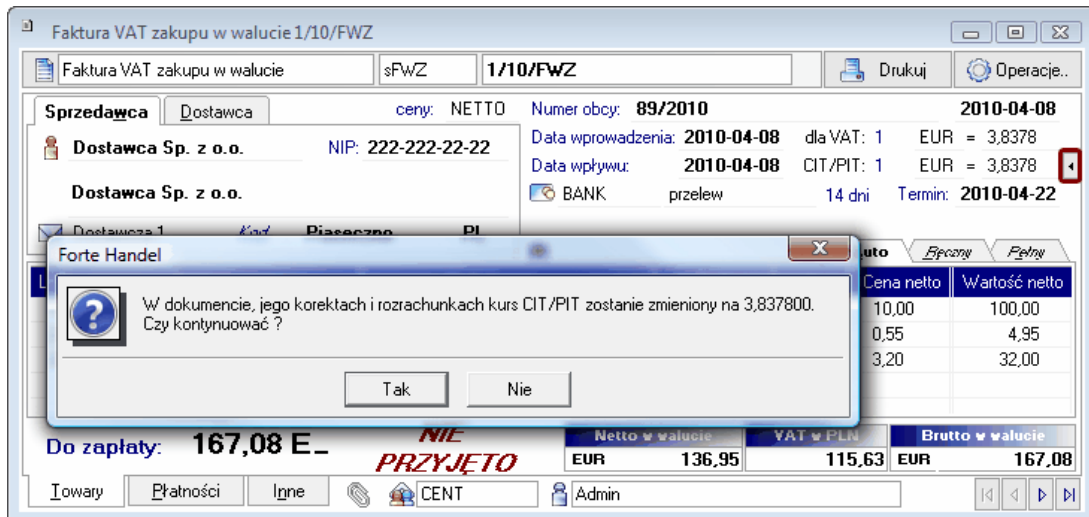 Faktura VAT zakupu w walucie 1/10/FWZ
Faktura VAT zakupu w walucie sFWZ 1/10/FWZ Drukuj Operacje..
Sprzedawca Dostawca ceny: NETTO Numer obcy: 89/2010 2010-04-08
Dostawca Sp. z o.o. NIP: 222-222-22-22 Data wprowadzenia: 2010-04-08 dla VAT: 1 EUR = 3,8378
Data wpływu: 2010-04-08 CIT/PIT: 1 EUR = 3,8378
Dostawca Sp. z o.o. BANK przelew 14 dni Termin: 2010-04-22
Dostawcza 1 Kod Piaseczno PL
Forte Handel
uto Ręczny Pełny
Cena netto Wartość netto
W dokumencie, jego korektach i rozrachunkach kurs CIT/PIT zostanie zmieniony na 3,837800.
Czy kontynuować ?
10,00 100,00
0,55 4,95
3,20 32,00
Tak Nie
Do zapłaty: 167,08 E_ NIE PRZYJĘTO
Netto w walucie VAT w PLN Brutto w walucie
EUR 136,95 115,63 EUR 167,08
Towary Płatności Inne CENT Admin